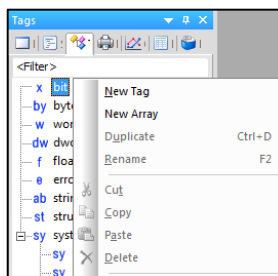 Tags
<Filter>
x bit
by byt
w wor
dw dwo
f floa
e erro
ab strin
st stru
sy syst
sy
sy
New Tag
New Array
Duplicate Ctrl+D
Rename F2
Cut
Copy
Paste
Delete